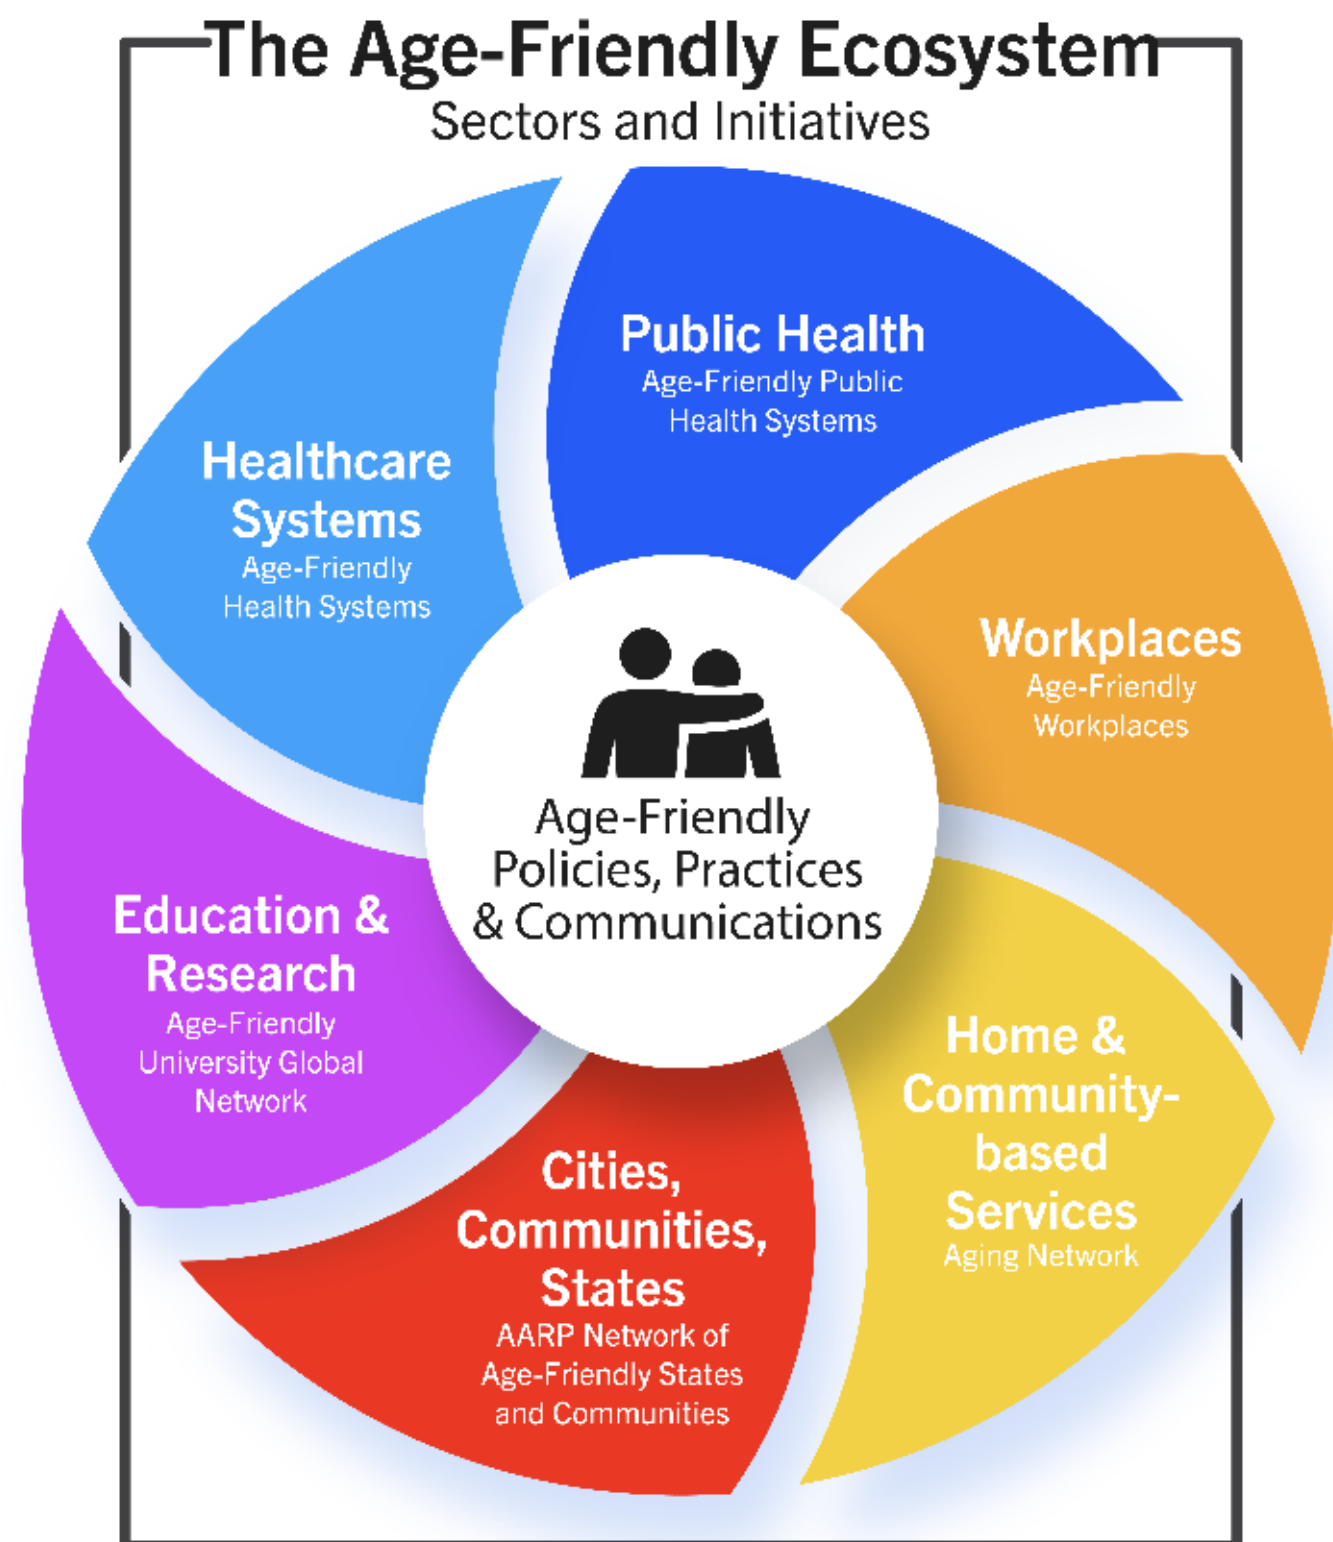 The Age-Friendly Ecosystem
Sectors and Initiatives
Public Health
Age-Friendly Public
Health Systems
Healthcare
Systems
Age-Friendly
Health Systems
Workplaces
Age-Friendly
Workplaces
Age-Friendly
Policies, Practices
& Communications
Education &
Research
Age-Friendly
University Global
Network
Home &
Community-
based
Services
Aging Network
Cities,
Communities,
States
AARP Network of
Age-Friendly States
and Communities